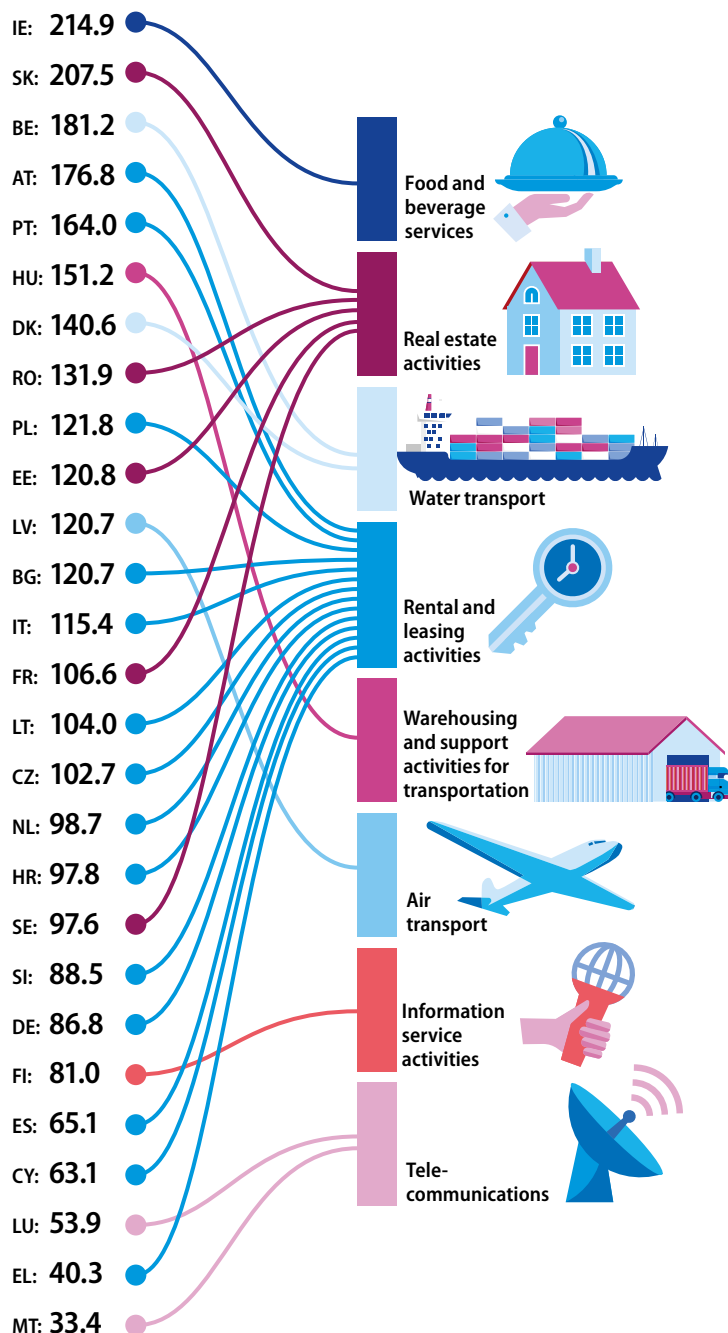 IE: 214.9
SK: 207.5
BE: 181.2
AT: 176.8
PT: 164.0
HU: 151.2
DK: 140.6
RO: 131.9
PL: 121.8
EE: 120.8
LV: 120.7
BG: 120.7
IT: 115.4
FR: 106.6
LT: 104.0
CZ: 102.7
NL: 98.7
HR: 97.8
SE: 97.6
SI: 88.5
DE: 86.8
FI: 81.0
ES: 65.1
CY: 63.1
LU: 53.9
EL: 40.3
MT: 33.4
Food and
beverage
services
Real estate
activities
Water transport
Rental and
leasing
activities
Warehousing
and support
activities for
transportation
Air
transport
Information
service
activities
Tele-
communications